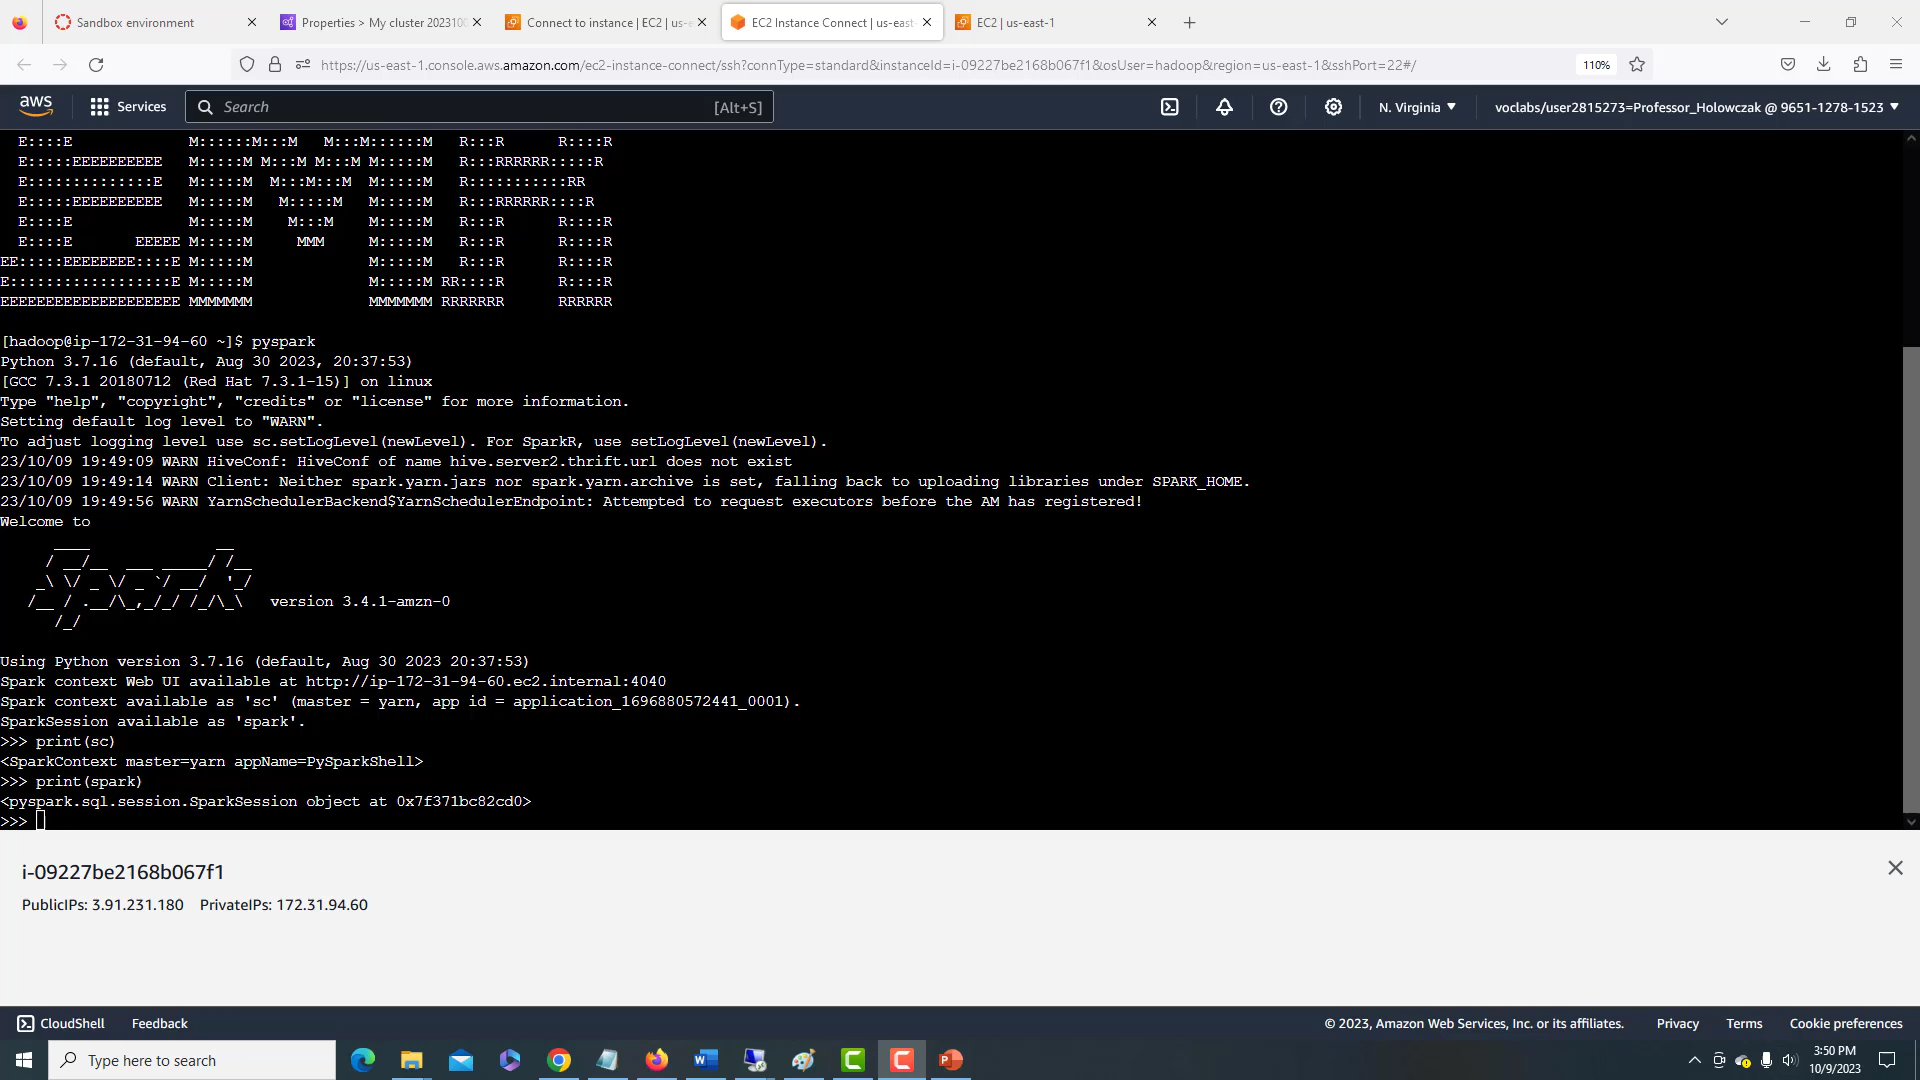 Sandbox environment
Properties > My cluster 2023100
Connect to instance | EC2 | us-e
EC2 Instance Connect | us-east-
EC2 | us-east-1
https://us-east-1.console.aws.amazon.com/ec2-instance-connect/ssh?connType=standard&instanceId=i-09227be2168b067f1&osUser=hadoop&region=us-east-1&sshPort=22#/
110%
aws
Services
Search
[Alt+S]
N. Virginia
voclabs/user2815273=Professor_Holowczak @ 9651-1278-1523
  E::::E             M::::::M:::M   M:::M::::::M   R:::R      R::::R
  E:::::EEEEEEEEEE   M:::::M M:::M M:::M M:::::M   R:::RRRRRR:::::R
  E::::::::::::::E   M:::::M  M:::M:::M  M:::::M   R:::::::::::RR
  E:::::EEEEEEEEEE   M:::::M   M:::::M   M:::::M   R:::RRRRRR::::R
  E::::E             M:::::M    M:::M    M:::::M   R:::R      R::::R
  E::::E       EEEEE M:::::M     MMM     M:::::M   R:::R      R::::R
EE:::::EEEEEEEE::::E M:::::M             M:::::M   R:::R      R::::R
E::::::::::::::::::E M:::::M             M:::::M RR::::R      R::::R
EEEEEEEEEEEEEEEEEEEE MMMMMMM             MMMMMMM RRRRRRR      RRRRRR
[hadoop@ip-172-31-94-60 ~]$ pyspark
Python 3.7.16 (default, Aug 30 2023, 20:37:53)
[GCC 7.3.1 20180712 (Red Hat 7.3.1-15)] on linux
Type "help", "copyright", "credits" or "license" for more information.
Setting default log level to "WARN".
To adjust logging level use sc.setLogLevel(newLevel). For SparkR, use setLogLevel(newLevel).
23/10/09 19:49:09 WARN HiveConf: HiveConf of name hive.server2.thrift.url does not exist
23/10/09 19:49:14 WARN Client: Neither spark.yarn.jars nor spark.yarn.archive is set, falling back to uploading libraries under SPARK_HOME.
23/10/09 19:49:56 WARN YarnSchedulerBackend$YarnSchedulerEndpoint: Attempted to request executors before the AM has registered!
Welcome to
      ____              __
     / __/__  ___ _____/ /__
    _\ \/ _ \/ _ `/ __/  '_/
   /__ / .__/\_,_/_/ /_/\_\   version 3.4.1-amzn-0
      /_/
Using Python version 3.7.16 (default, Aug 30 2023 20:37:53)
Spark context Web UI available at http://ip-172-31-94-60.ec2.internal:4040
Spark context available as 'sc' (master = yarn, app id = application_1696880572441_0001).
SparkSession available as 'spark'.
>>> print(sc)
<SparkContext master=yarn appName=PySparkShell>
>>> print(spark)
<pyspark.sql.session.SparkSession object at 0x7f371bc82cd0>
>>>
i-09227be2168b067f1
PublicIPs: 3.91.231.180 PrivateIPs: 172.31.94.60
CloudShell
Feedback
© 2023, Amazon Web Services, Inc. or its affiliates.
Privacy
Terms
Cookie preferences
Type here to search
3:50 PM
10/9/2023